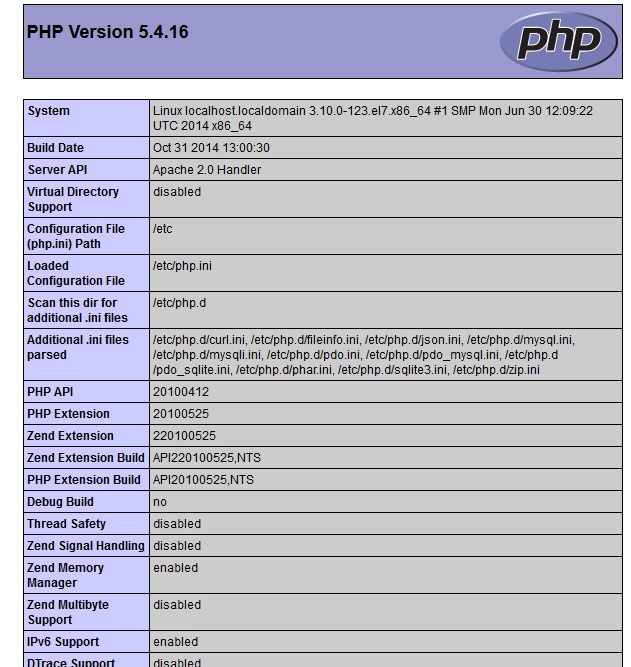 PHP Version 5.4.16
php
System Linux localhost.localdomain 3.10.0-123.el7.x86_64 #1 SMP Mon Jun 30 12:09:22
UTC 2014 x86_64
Build Date Oct 31 2014 13:00:30
Server API Apache 2.0 Handler
Virtual Directory disabled
Support
Configuration File /etc
(php.ini) Path
Loaded /etc/php.ini
Configuration File
Scan this dir for /etc/php.d
additional .ini files
Additional .ini files /etc/php.d/curl.ini, /etc/php.d/fileinfo.ini, /etc/php.d/json.ini, /etc/php.d/mysql.ini,
parsed /etc/php.d/mysqli.ini, /etc/php.d/pdo.ini, /etc/php.d/pdo_mysql.ini, /etc/php.d
/pdo_sqlite.ini, /etc/php.d/phar.ini, /etc/php.d/sqlite3.ini, /etc/php.d/zip.ini
PHP API 20100412
PHP Extension 20100525
Zend Extension 220100525
Zend Extension Build API220100525,NTS
PHP Extension Build API20100525,NTS
Debug Build no
Thread Safety disabled
Zend Signal Handling disabled
Zend Memory enabled
Manager
Zend Multibyte disabled
Support
IPv6 Support enabled
DTrace Support disabled